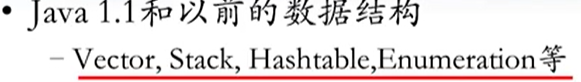 • Java 1.1和以前的数据结构
– Vector, Stack, Hashtable,Enumeration等